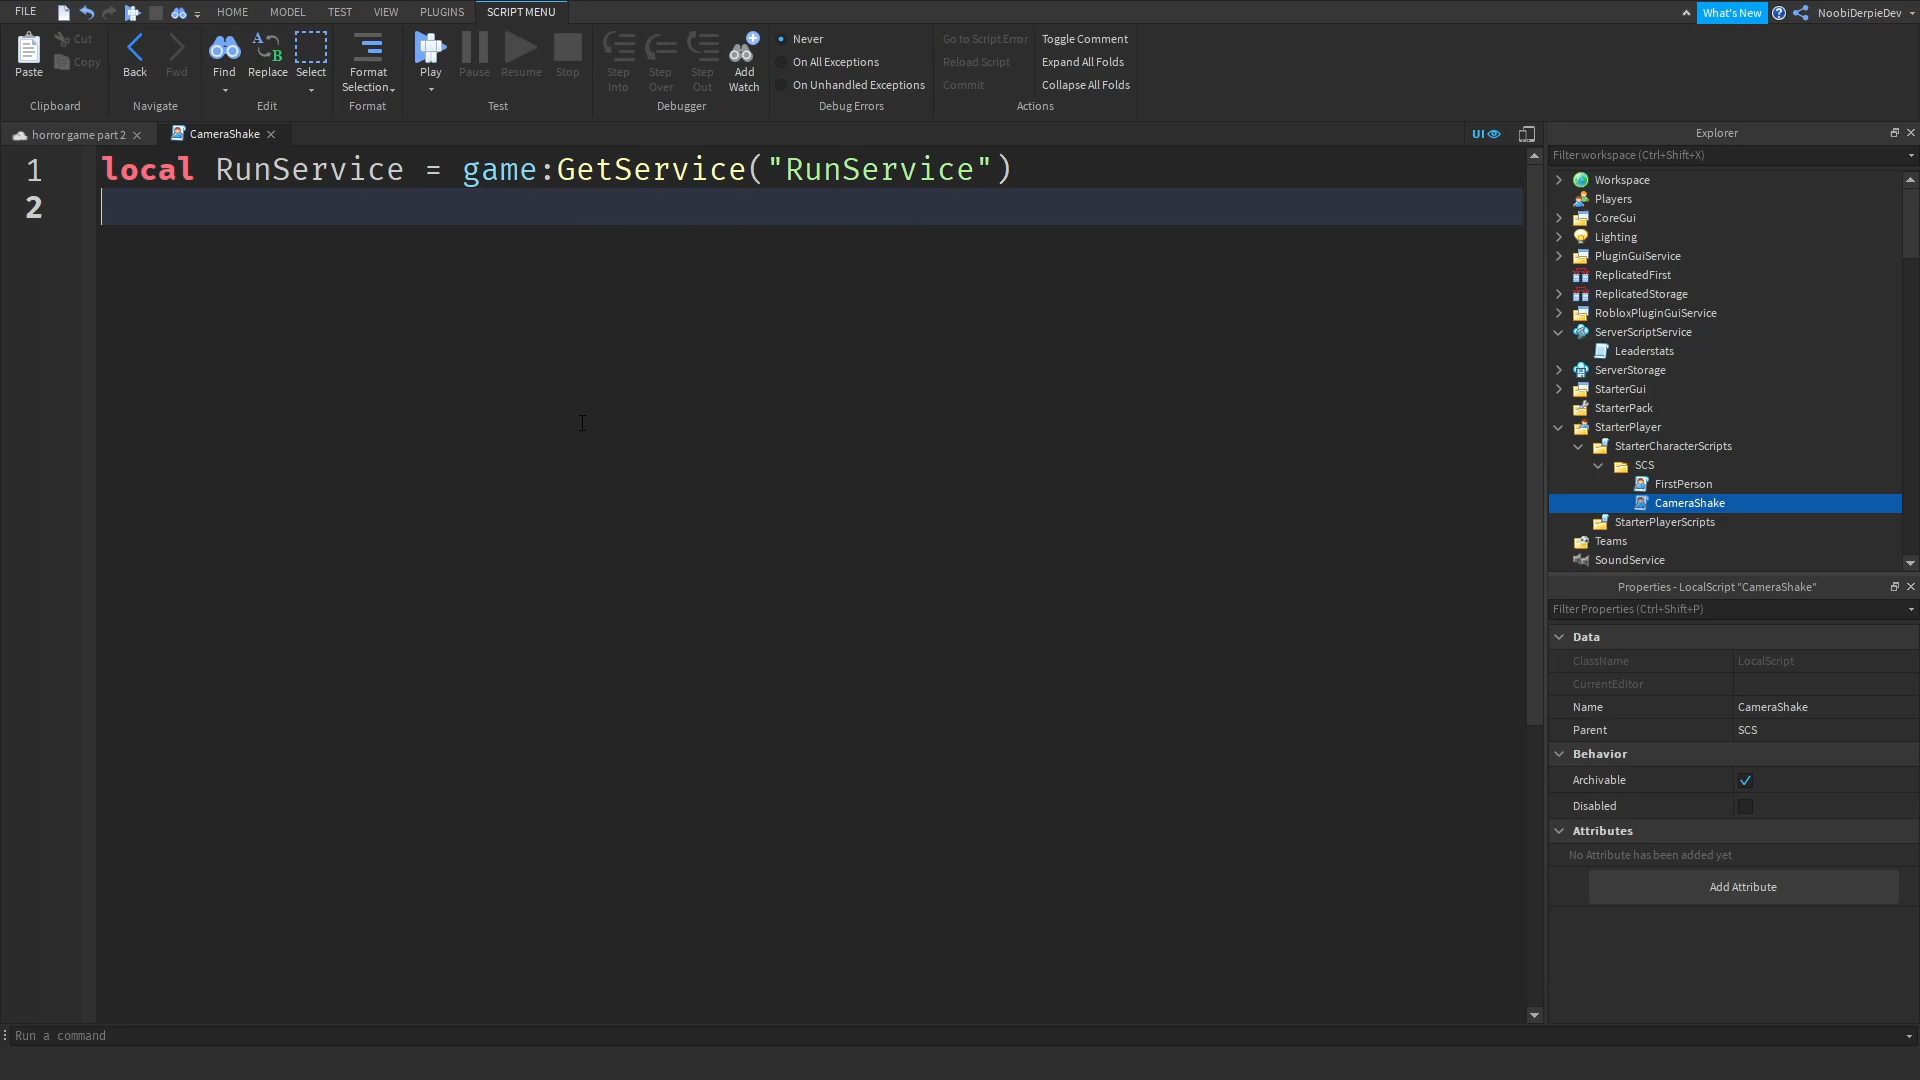 FILE
HOME
MODEL
TEST
VIEW
PLUGINS
SCRIPT MENU
What's New
NoobiDerpieDev
Paste
Cut
Copy
Clipboard
Back
Fwd
Navigate
Find
Replace
Select
Edit
Format
Selection
Format
Play
Pause
Resume
Stop
Test
Step
Into
Step
Over
Step
Out
Add
Watch
Debugger
Never
On All Exceptions
On Unhandled Exceptions
Debug Errors
Go to Script Error
Reload Script
Commit
Toggle Comment
Expand All Folds
Collapse All Folds
Actions
horror game part 2
CameraShake
UI
1 local RunService = game:GetService("RunService")
2
Explorer
Filter workspace (Ctrl+Shift+X)
Workspace
Players
CoreGui
Lighting
PluginGuiService
ReplicatedFirst
ReplicatedStorage
RobloxPluginGuiService
ServerScriptService
Leaderstats
ServerStorage
StarterGui
StarterPack
StarterPlayer
StarterCharacterScripts
SCS
FirstPerson
CameraShake
StarterPlayerScripts
Teams
SoundService
Properties - LocalScript "CameraShake"
Filter Properties (Ctrl+Shift+P)
Data
ClassName LocalScript
CurrentEditor
Name CameraShake
Parent SCS
Behavior
Archivable
Disabled
Attributes
No Attribute has been added yet
Add Attribute
Run a command